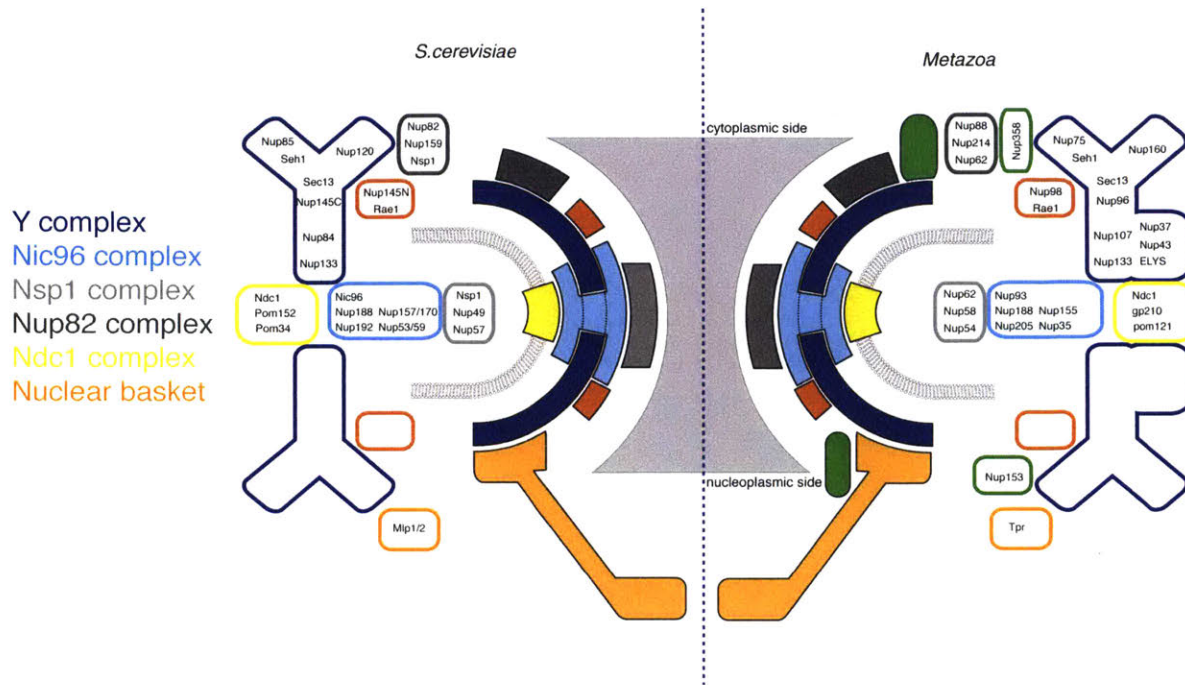 S.cerevisiae
Metazoa
cytoplasmic side
Nup85
Seh1
Nup120
Sec13
Nup145C
Nup84
Nup133
Nup82
Nup159
Nsp1
Nup145N
Rae1
Y complex
Nic96 complex
Nsp1 complex
Nup82 complex
Ndc1 complex
Nuclear basket
Ndc1
Pom152
Pom34
Nic96
Nup188 Nup157/170
Nup192 Nup53/59
Nsp1
Nup49
Nup57
Mlp1/2
Nup88
Nup214
Nup62
Nup358
Nup75
Seh1
Nup160
Sec13
Nup96
Nup107
Nup133
Nup37
Nup43
ELYS
Nup98
Rae1
Nup62
Nup58
Nup54
Nup93
Nup188 Nup155
Nup205 Nup35
Ndc1
gp210
pom121
nucleoplasmic side
Nup153
Tpr